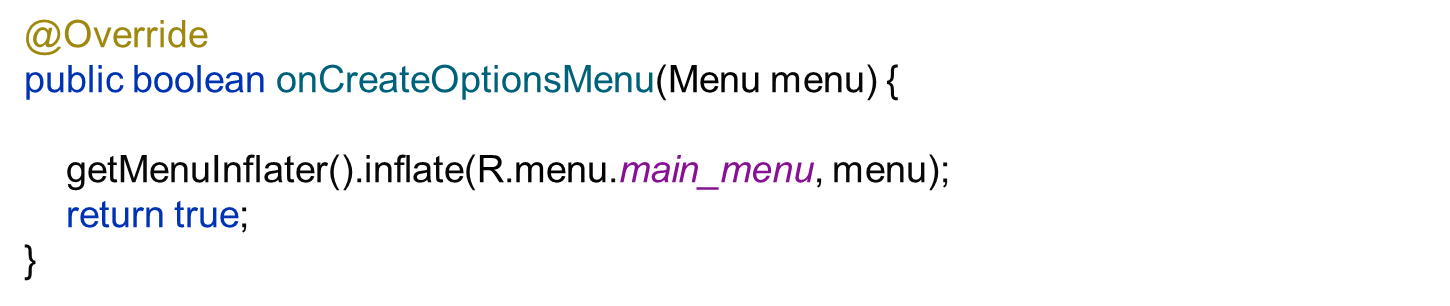 @Override
public boolean onCreateOptionsMenu(Menu menu) {
getMenuInflater().inflate(R.menu.main_menu, menu);
return true;
}